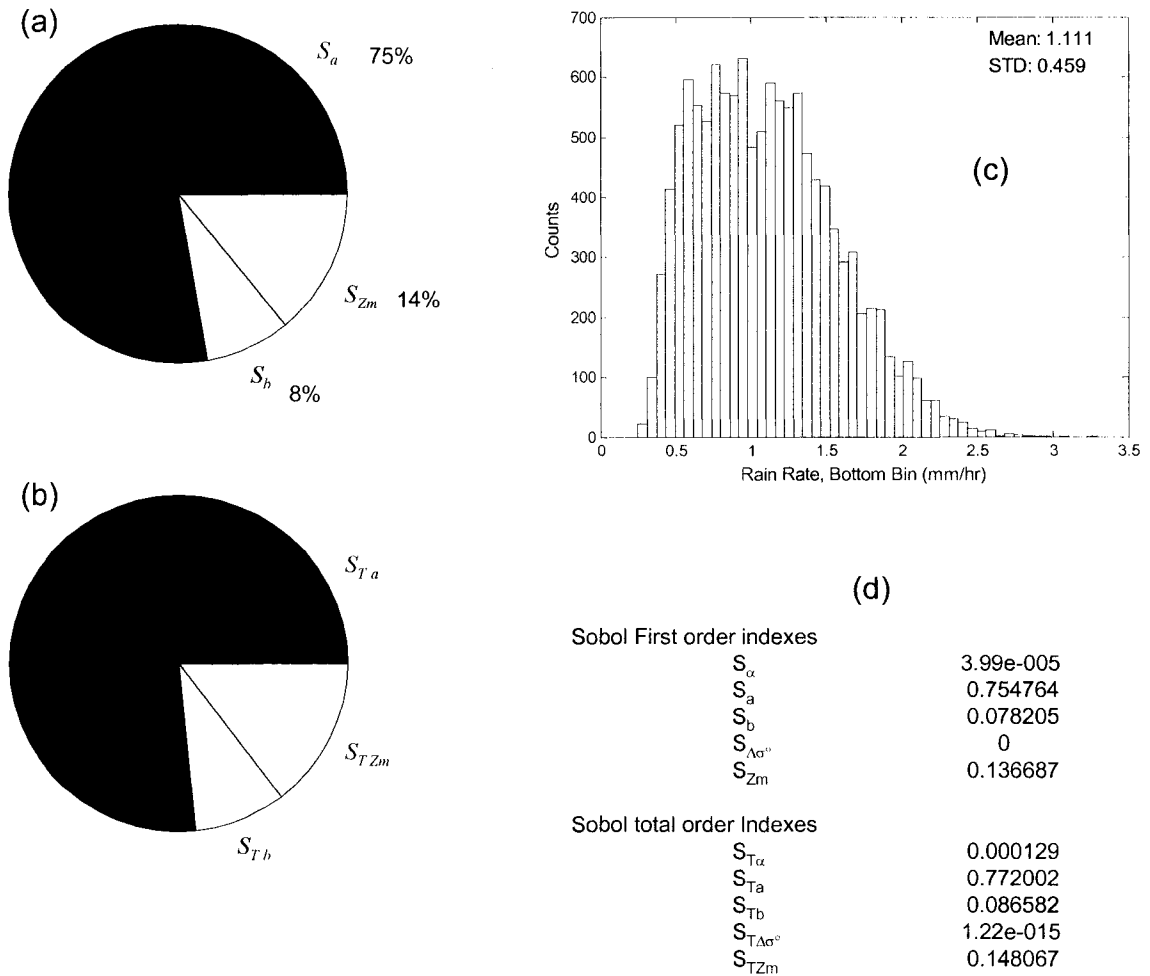 (a)
S_a 75%
S_Zm 14%
S_b 8%
(b)
S_T a
S_T Zm
S_T b
700
600
500
400
300
200
100
0
Counts
Mean: 1.111
STD: 0.459
(c)
0 0.5 1 1.5 2 2.5 3 3.5
Rain Rate, Bottom Bin (mm/hr)
(d)
Sobol First order indexes
S_α 3.99e-005
S_a 0.754764
S_b 0.078205
S_Δσ° 0
S_Zm 0.136687
Sobol total order Indexes
S_Tα 0.000129
S_Ta 0.772002
S_Tb 0.086582
S_TΔσ° 1.22e-015
S_TZm 0.148067